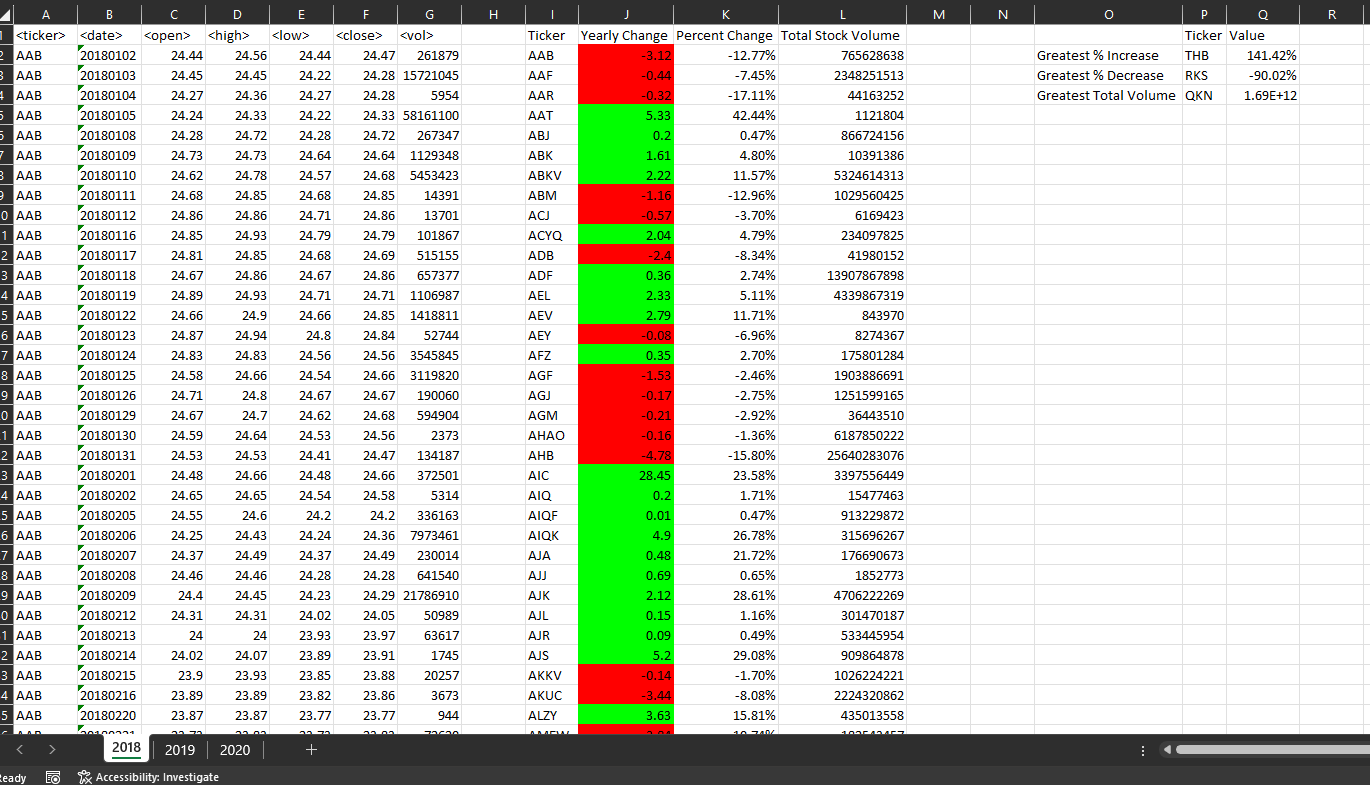 A B C D E F G H I J K L M N O P Q R
<ticker> <date> <open> <high> <low> <close> <vol> Ticker Yearly Change Percent Change Total Stock Volume Ticker Value
2 AAB 20180102 24.44 24.56 24.44 24.47 261879 AAB -3.12 -12.77% 765628638 Greatest % Increase THB 141.42%
3 AAB 20180103 24.45 24.45 24.22 24.28 15721045 AAF -0.44 -7.45% 2348251513 Greatest % Decrease RKS -90.02%
4 AAB 20180104 24.27 24.36 24.27 24.28 5954 AAR -0.32 -17.11% 44163252 Greatest Total Volume QKN 1.69E+12
5 AAB 20180105 24.24 24.33 24.22 24.33 58161100 AAT 5.33 42.44% 1121804
6 AAB 20180108 24.28 24.72 24.28 24.72 267347 ABJ 0.2 0.47% 866724156
7 AAB 20180109 24.73 24.73 24.64 24.64 1129348 ABK 1.61 4.80% 10391386
8 AAB 20180110 24.62 24.78 24.57 24.68 5453423 ABKV 2.22 11.57% 5324614313
9 AAB 20180111 24.68 24.85 24.68 24.85 14391 ABM -1.16 -12.96% 1029560425
0 AAB 20180112 24.86 24.86 24.71 24.86 13701 ACJ -0.57 -3.70% 6169423
1 AAB 20180116 24.85 24.93 24.79 24.79 101867 ACYQ 2.04 4.79% 234097825
2 AAB 20180117 24.81 24.85 24.68 24.69 515155 ADB -2.4 -8.34% 41980152
3 AAB 20180118 24.67 24.86 24.67 24.86 657377 ADF 0.36 2.74% 13907867898
4 AAB 20180119 24.89 24.93 24.71 24.71 1106987 AEL 2.33 5.11% 4339867319
5 AAB 20180122 24.66 24.9 24.66 24.85 1418811 AEV 2.79 11.71% 843970
6 AAB 20180123 24.87 24.94 24.8 24.84 52744 AEY -0.08 -6.96% 8274367
7 AAB 20180124 24.83 24.83 24.56 24.56 3545845 AFZ 0.35 2.70% 175801284
8 AAB 20180125 24.58 24.66 24.54 24.66 3119820 AGF -1.53 -2.46% 1903886691
9 AAB 20180126 24.71 24.8 24.67 24.67 190060 AGJ -0.17 -2.75% 1251599165
0 AAB 20180129 24.67 24.7 24.62 24.68 594904 AGM -0.21 -2.92% 36443510
1 AAB 20180130 24.59 24.64 24.53 24.56 2373 AHAO -0.16 -1.36% 6187850222
2 AAB 20180131 24.53 24.53 24.41 24.47 134187 AHB -4.78 -15.80% 25640283076
3 AAB 20180201 24.48 24.66 24.48 24.66 372501 AIC 28.45 23.58% 3397556449
4 AAB 20180202 24.65 24.65 24.54 24.58 5314 AIQ 0.2 1.71% 15477463
5 AAB 20180205 24.55 24.6 24.2 24.2 336163 AIQF 0.01 0.47% 913229872
6 AAB 20180206 24.25 24.43 24.24 24.36 7973461 AIQK 4.9 26.78% 315696267
7 AAB 20180207 24.37 24.49 24.37 24.49 230014 AJA 0.48 21.72% 176690673
8 AAB 20180208 24.46 24.46 24.28 24.28 641540 AJJ 0.69 0.65% 1852773
9 AAB 20180209 24.4 24.45 24.23 24.29 21786910 AJK 2.12 28.61% 4706222269
0 AAB 20180212 24.31 24.31 24.02 24.05 50989 AJL 0.15 1.16% 301470187
1 AAB 20180213 24 24 23.93 23.97 63617 AJR 0.09 0.49% 533445954
2 AAB 20180214 24.02 24.07 23.89 23.91 1745 AJS 5.2 29.08% 909864878
3 AAB 20180215 23.9 23.93 23.85 23.88 20257 AKKV -0.14 -1.70% 1026224221
4 AAB 20180216 23.89 23.89 23.82 23.86 3673 AKUC -3.44 -8.08% 2224320862
5 AAB 20180220 23.87 23.87 23.77 23.77 944 ALZY 3.63 15.81% 435013558
2018 2019 2020
eady Accessibility: Investigate